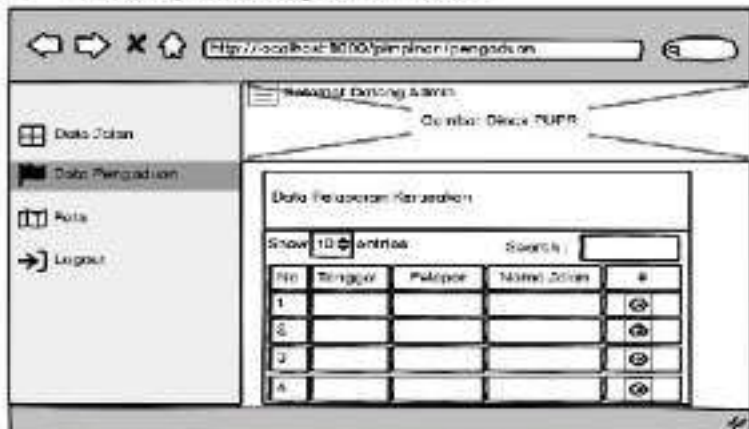 http://localhost:8000/pimpinan/pengaduan
Selamat Datang Admin
Gambar Dinas PUPR
Data Jalan
Data Pengaduan
Peta
Logout
Data Pelaporan Kerusakan
Show 10 entries Search :
No Tanggal Pelapor Nama Jalan #
1
2
3
4